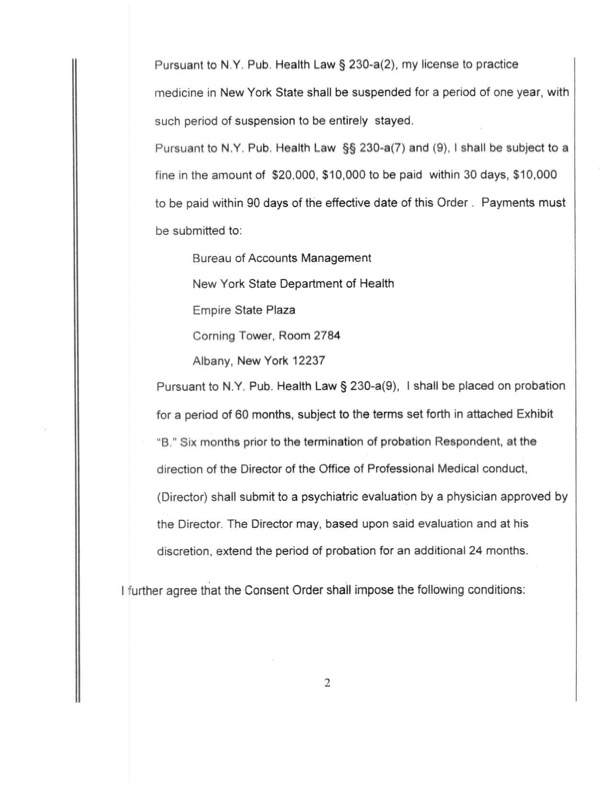 Pursuant to N.Y. Pub. Health Law § 230-a(2), my license to practice
medicine in New York State shall be suspended for a period of one year, with
such period of suspension to be entirely stayed.
Pursuant to N.Y. Pub. Health Law §§ 230-a(7) and (9), I shall be subject to a
fine in the amount of $20,000, $10,000 to be paid within 30 days, $10,000
to be paid within 90 days of the effective date of this Order . Payments must
be submitted to:
Bureau of Accounts Management
New York State Department of Health
Empire State Plaza
Corning Tower, Room 2784
Albany, New York 12237
Pursuant to N.Y. Pub. Health Law § 230-a(9), I shall be placed on probation
for a period of 60 months, subject to the terms set forth in attached Exhibit
"B." Six months prior to the termination of probation Respondent, at the
direction of the Director of the Office of Professional Medical conduct,
(Director) shall submit to a psychiatric evaluation by a physician approved by
the Director. The Director may, based upon said evaluation and at his
discretion, extend the period of probation for an additional 24 months.
I further agree that the Consent Order shall impose the following conditions:
2